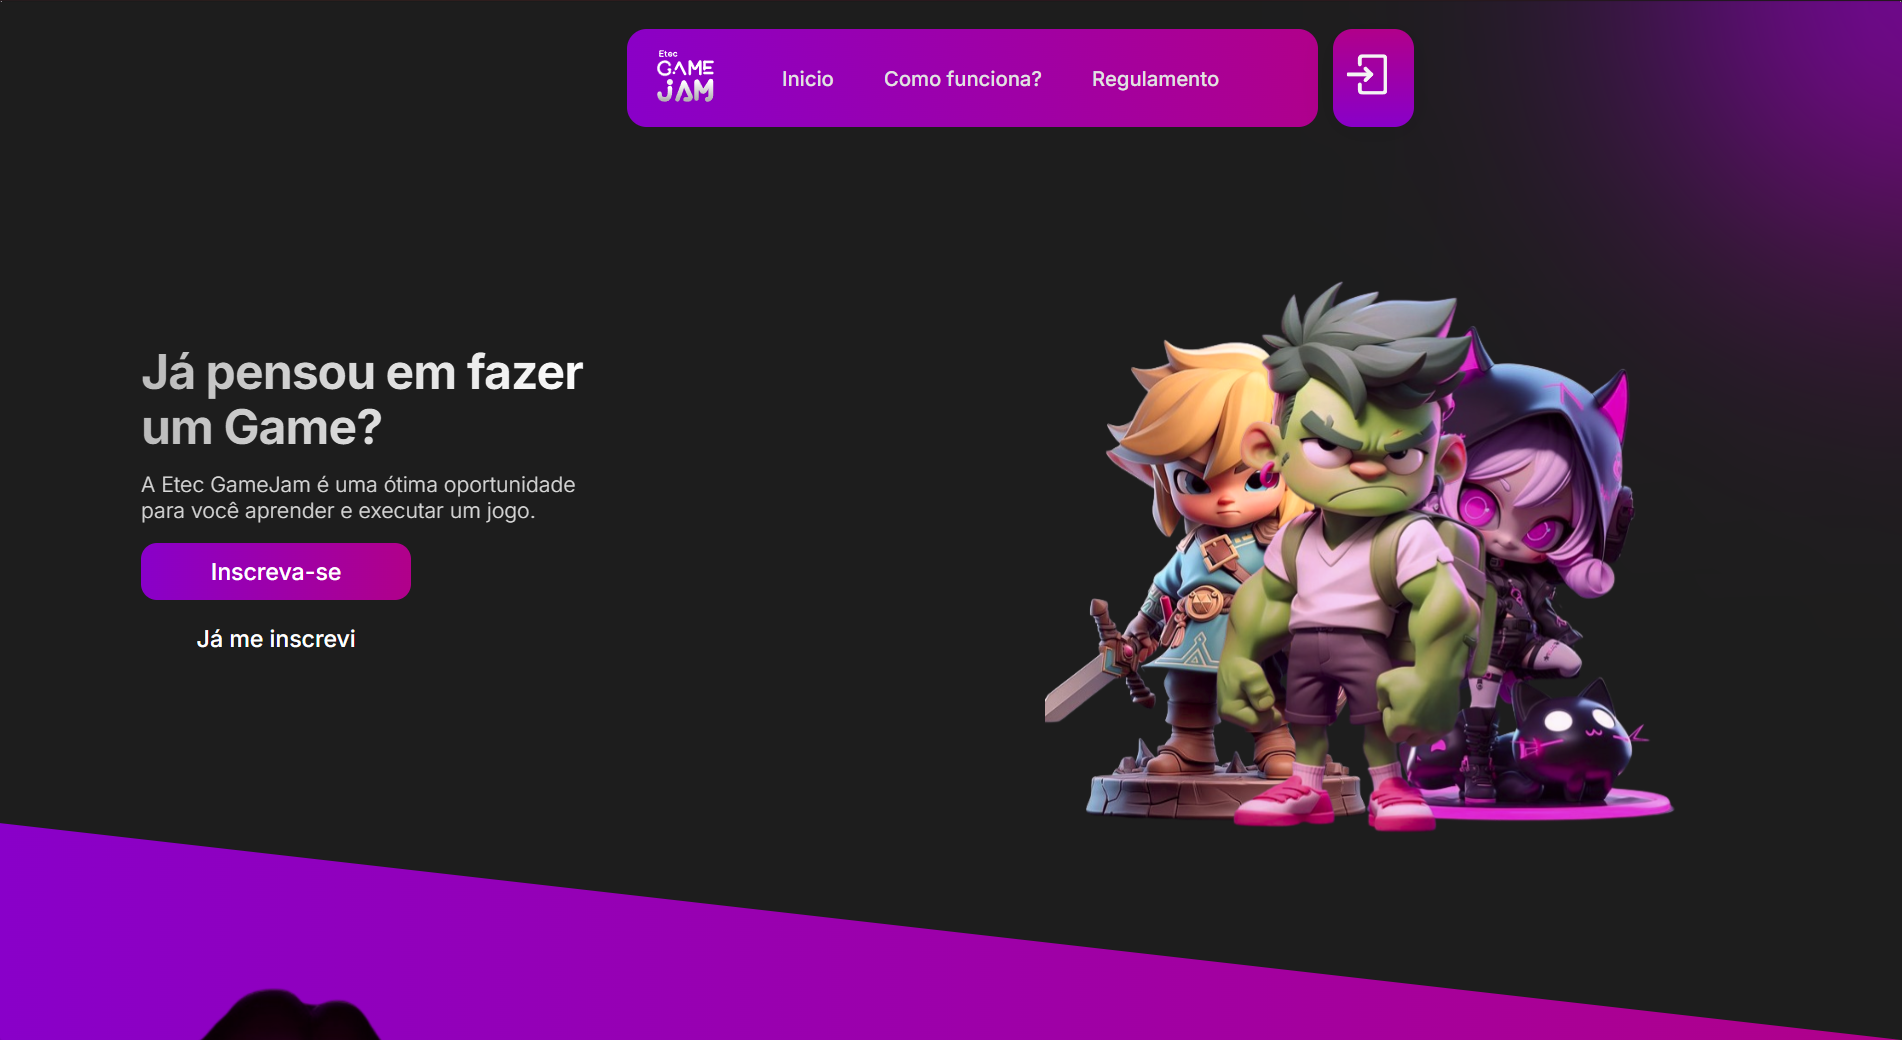 Etec
GAME
JAM
Inicio
Como funciona?
Regulamento
Já pensou em fazer
um Game?
A Etec GameJam é uma ótima oportunidade
para você aprender e executar um jogo.
Inscreva-se
Já me inscrevi